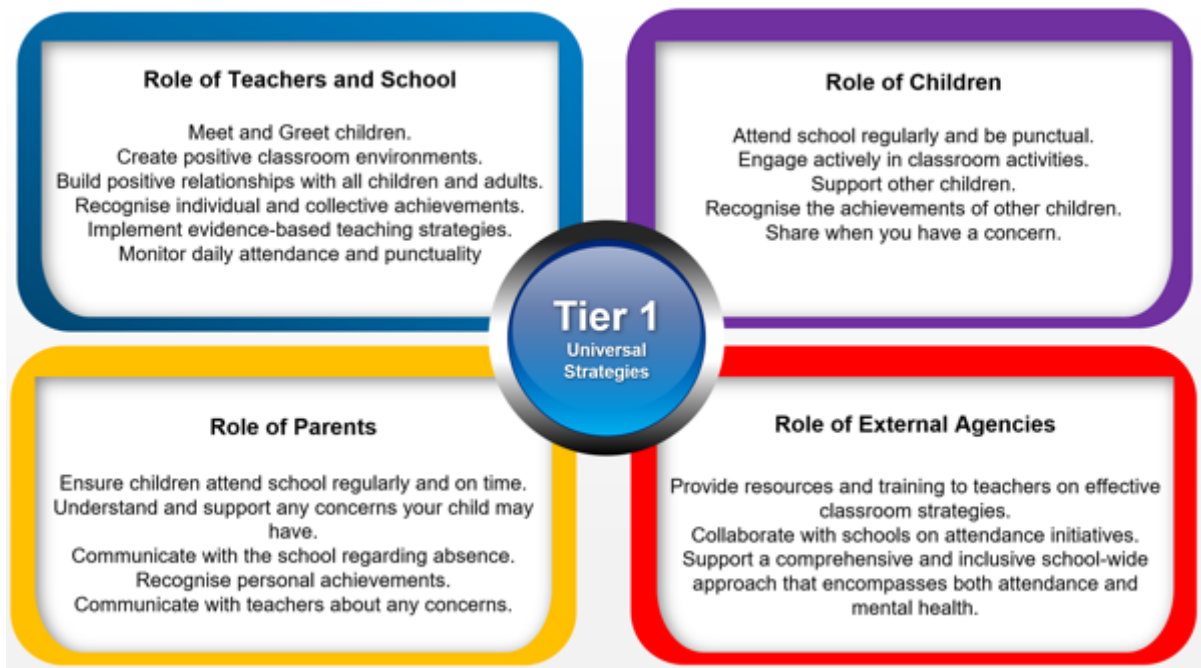 Role of Teachers and School
Meet and Greet children.
Create positive classroom environments.
Build positive relationships with all children and adults.
Recognise individual and collective achievements.
Implement evidence-based teaching strategies.
Monitor daily attendance and punctuality
Role of Children
Attend school regularly and be punctual.
Engage actively in classroom activities.
Support other children.
Recognise the achievements of other children.
Share when you have a concern.
Tier 1
Universal
Strategies
Role of Parents
Ensure children attend school regularly and on time.
Understand and support any concerns your child may
have.
Communicate with the school regarding absence.
Recognise personal achievements.
Communicate with teachers about any concerns.
Role of External Agencies
Provide resources and training to teachers on effective
classroom strategies.
Collaborate with schools on attendance initiatives.
Support a comprehensive and inclusive school-wide
approach that encompasses both attendance and
mental health.